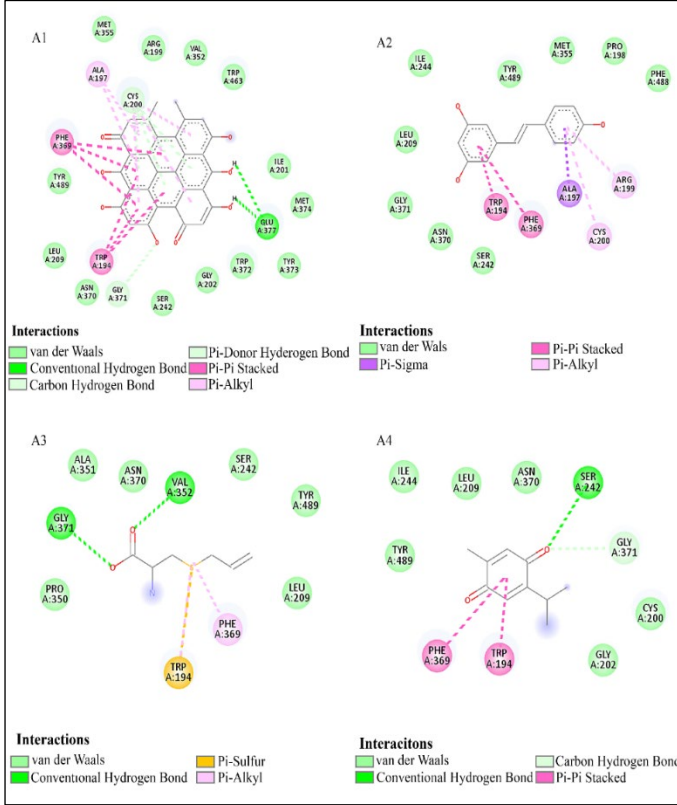 A1
MET
A:355
ARG
A:199
VAL
A:352
ALA
A:197
TRP
A:463
CYS
A:200
PHE
A:369
TYR
A:489
ILE
A:201
MET
A:374
GLU
A:377
LEU
A:209
TRP
A:194
ASN
A:370
GLY
A:371
SER
A:242
GLY
A:202
TRP
A:372
TYR
A:373
Interactions
van der Waals
Conventional Hydrogen Bond
Carbon Hydrogen Bond
Pi-Donor Hyderogen Bond
Pi-Pi Stacked
Pi-Alkyl
A2
ILE
A:244
TYR
A:489
MET
A:355
PRO
A:198
PHE
A:488
LEU
A:209
GLY
A:371
ASN
A:370
SER
A:242
TRP
A:194
PHE
A:369
ALA
A:197
ARG
A:199
CYS
A:200
Interactions
van der Wals
Pi-Sigma
Pi-Pi Stacked
Pi-Alkyl
A3
ALA
A:351
ASN
A:370
VAL
A:352
SER
A:242
TYR
A:489
GLY
A:371
PRO
A:350
LEU
A:209
PHE
A:369
TRP
A:194
Interactions
van der Waals
Conventional Hydrogen Bond
Pi-Sulfur
Pi-Alkyl
A4
ILE
A:244
LEU
A:209
ASN
A:370
SER
A:242
TYR
A:489
GLY
A:371
CYS
A:200
PHE
A:369
TRP
A:194
GLY
A:202
Interacitons
van der Waals
Conventional Hydrogen Bond
Carbon Hydrogen Bond
Pi-Pi Stacked